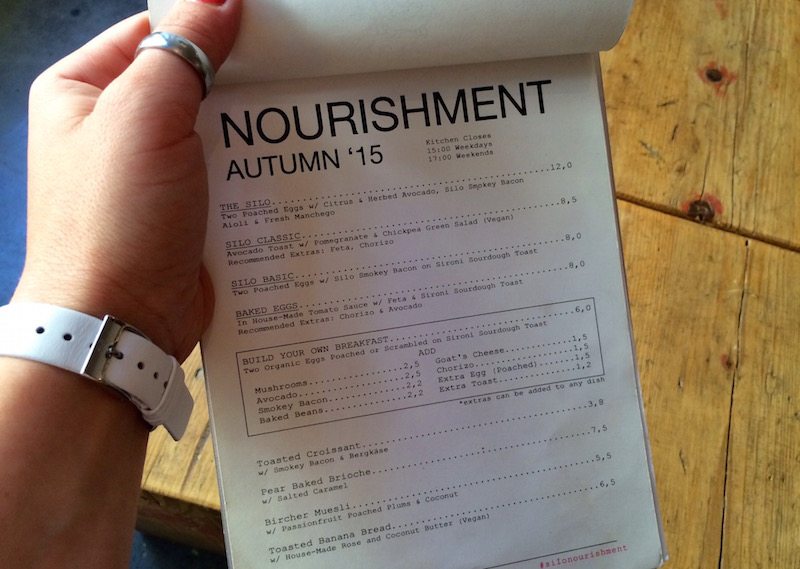 NOURISHMENT
AUTUMN '15
Kitchen Closes
15:00 Weekdays
17:00 Weekends
THE SILO..............................12,0
Two Poached Eggs w/ Citrus & Herbed Avocado, Silo Smokey Bacon
Aioli & Fresh Manchego
SILO CLASSIC..............................8,5
Avocado Toast w/ Pomegranate & Chickpea Green Salad (Vegan)
Recommended Extras: Feta, Chorizo
SILO BASIC..............................8,0
Two Poached Eggs w/ Silo Smokey Bacon on Sironi Sourdough Toast
BAKED EGGS..............................8,0
In House-Made Tomato Sauce w/ Feta & Sironi Sourdough Toast
Recommended Extras: Chorizo & Avocado
BUILD YOUR OWN BREAKFAST....................6,0
Two Organic Eggs Poached or Scrambled on Sironi Sourdough Toast
ADD
Mushrooms..............2,5
Avocado................2,5
Smokey Bacon...........2,2
Baked Beans............2,2
Goat's Cheese..........1,5
Chorizo................1,5
Extra Egg (Poached)....1,5
Extra Toast............1,2
*extras can be added to any dish
Toasted Croissant..............................3,8
w/ Smokey Bacon & Bergkäse
Pear Baked Brioche..............................7,5
w/ Salted Caramel
Bircher Muesli..............................5,5
w/ Passionfruit Poached Plums & Coconut
Toasted Banana Bread..............................6,5
w/ House-Made Rose and Coconut Butter (Vegan)
#silonourishment